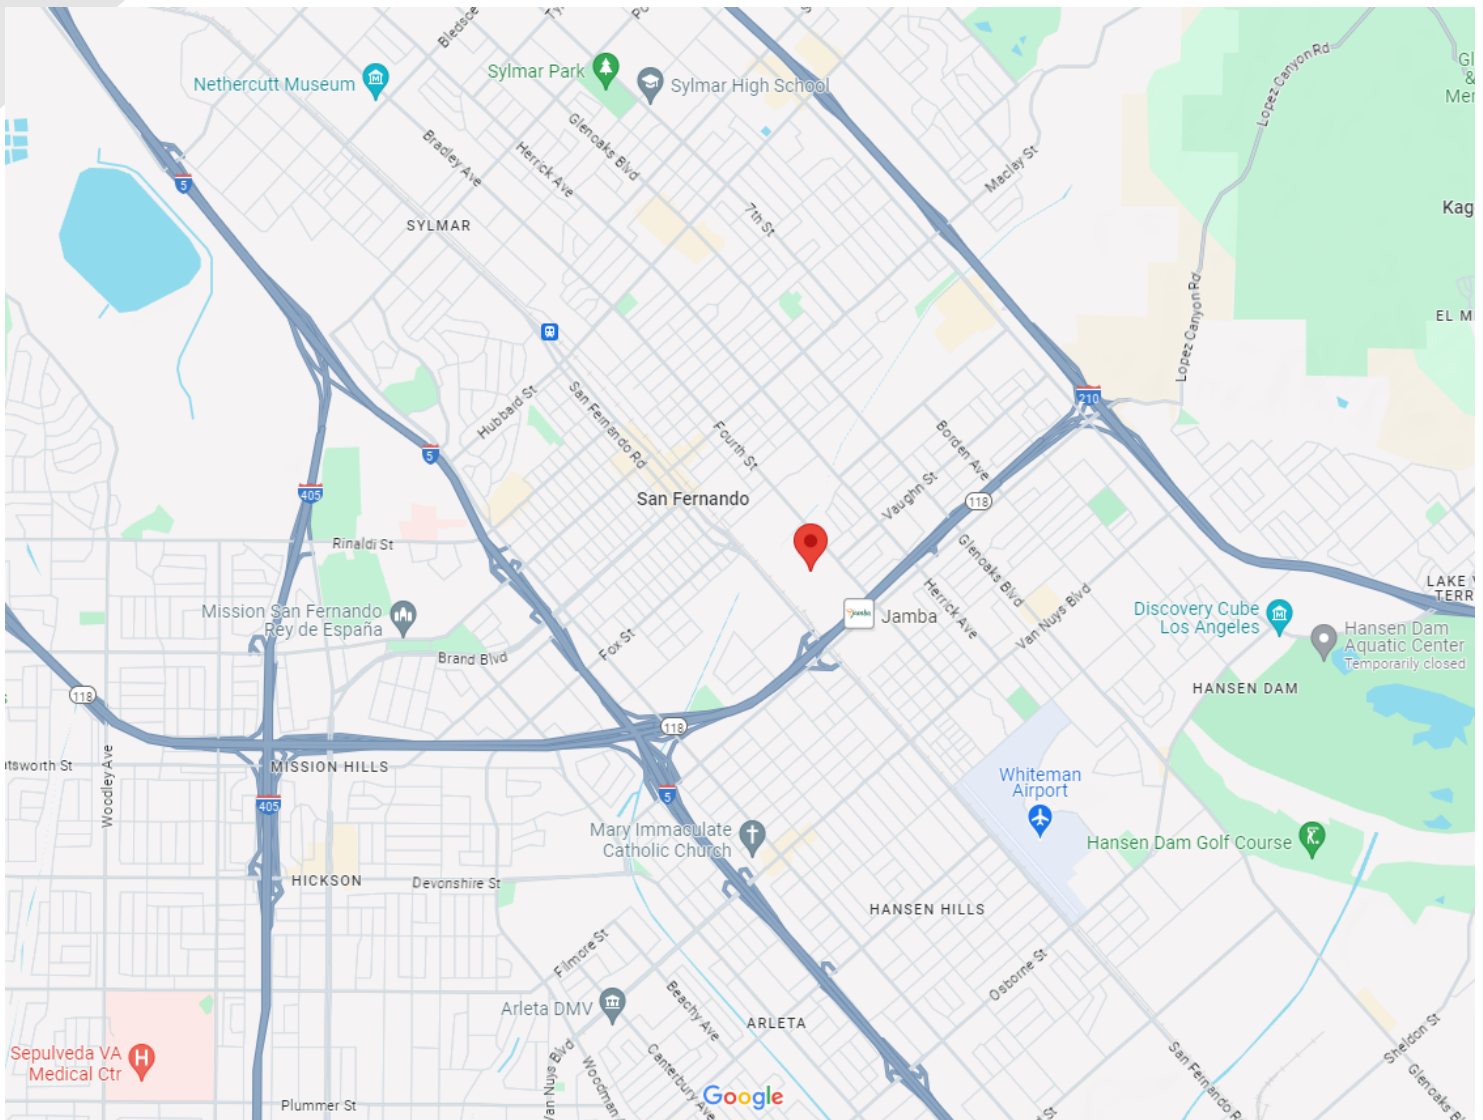 Bledsoe
Nethercutt Museum
Sylmar Park
Sylmar High School
Lopez Canyon Rd
Glenoaks Blvd
Bradley Ave
Herrick Ave
Maclay St
5
7th St
SYLMAR
Kag
EL M
Lopez Canyon Rd
Hubbard St
San Fernando Rd
210
Fourth St
Borden Ave
5
405
Vaughn St
118
San Fernando
Rinaldi St
Glenoaks Blvd
Herrick Ave
Van Nuys Blvd
LAKE
TERR
Mission San Fernando
Rey de España
Jamba
Jamba
Discovery Cube
Los Angeles
Hansen Dam
Aquatic Center
Temporarily closed
Fox St
Brand Blvd
HANSEN DAM
118
118
tsworth St
MISSION HILLS
Woodley Ave
405
5
Whiteman
Airport
Mary Immaculate
Catholic Church
Hansen Dam Golf Course
HICKSON
Devonshire St
HANSEN HILLS
Filmore St
Osborne St
Arleta DMV
Beachy Ave
ARLETA
Sepulveda VA
Medical Ctr
H
Van Nuys Blvd
Woodman
Canterbury Ave
San Fernando R
Sheldon St
Glenoaks B
Plummer St
Google